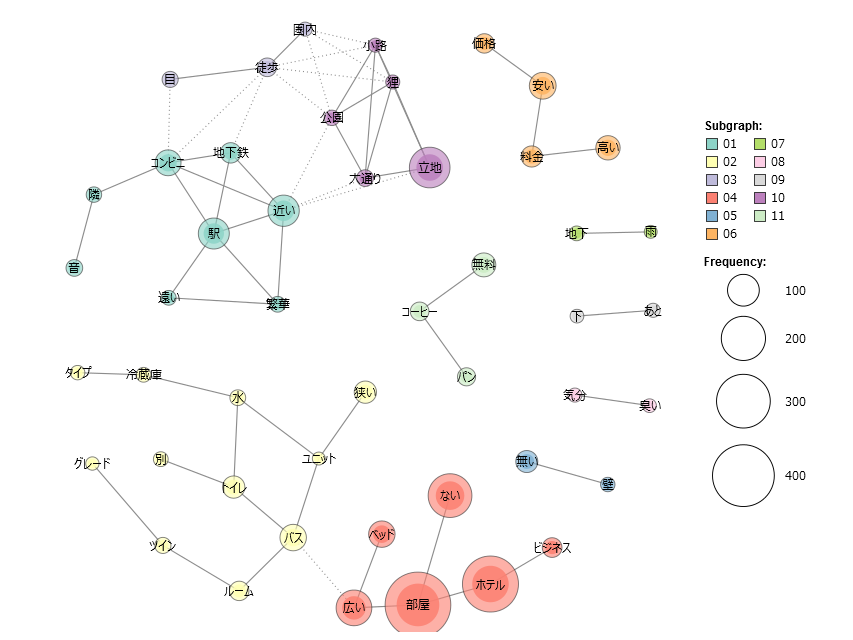 園内
小路
価格
徒歩
目
狸
安い
公園
Subgraph:
01
07
02
08
03
09
04
10
05
11
06
コンビニ
地下鉄
立地
大通り
料金
高い
隣
近い
駅
地下
雨
音
無料
Frequency:
100
200
300
400
遠い
繁華
コーヒー
下
あと
タイプ
冷蔵庫
パン
水
狭い
気分
臭い
グレード
別
ユニット
無い
壁
トイレ
ない
バス
ベッド
ツイン
ビジネス
ルーム
広い
部屋
ホテル